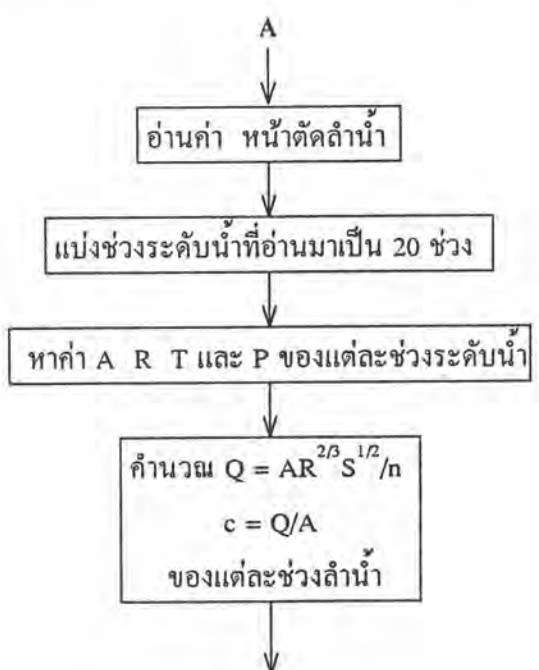 A
อ่านค่า หน้าตัดลำน้ำ
แบ่งช่วงระดับน้ำที่อ่านมาเป็น 20 ช่วง
หาค่า A R T และ P ของแต่ละช่วงระดับน้ำ
คำนวณ Q = AR^2/3 S^1/2/n
c = Q/A
ของแต่ละช่วงลำน้ำ